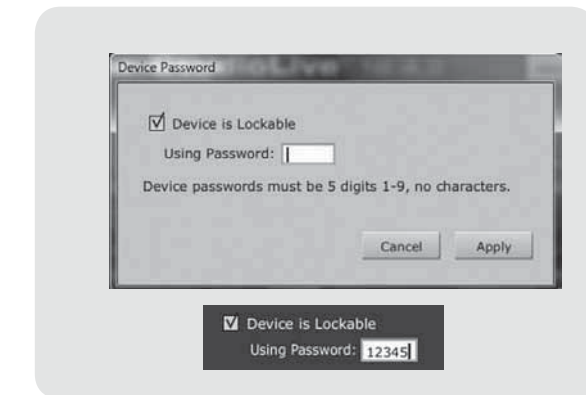 Device Password
Device is Lockable
Using Password:
Device passwords must be 5 digits 1-9, no characters.
Cancel
Apply
Device is Lockable
Using Password: 12345